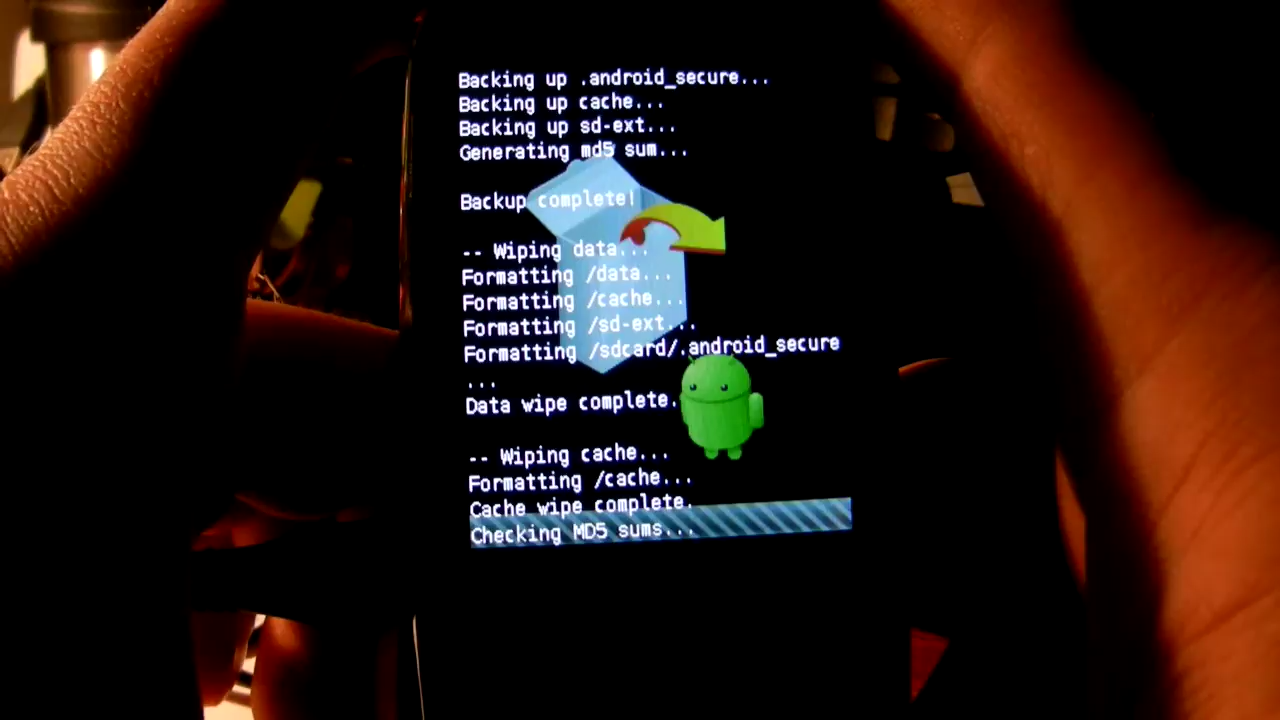 Backing up .android_secure...
Backing up cache...
Backing up sd-ext...
Generating md5 sum...
Backup complete!
-- Wiping data...
Formatting /data...
Formatting /cache...
Formatting /sd-ext...
Formatting /sdcard/.android_secure
...
Data wipe complete.
-- Wiping cache...
Formatting /cache...
Cache wipe complete.
Checking MD5 sums...